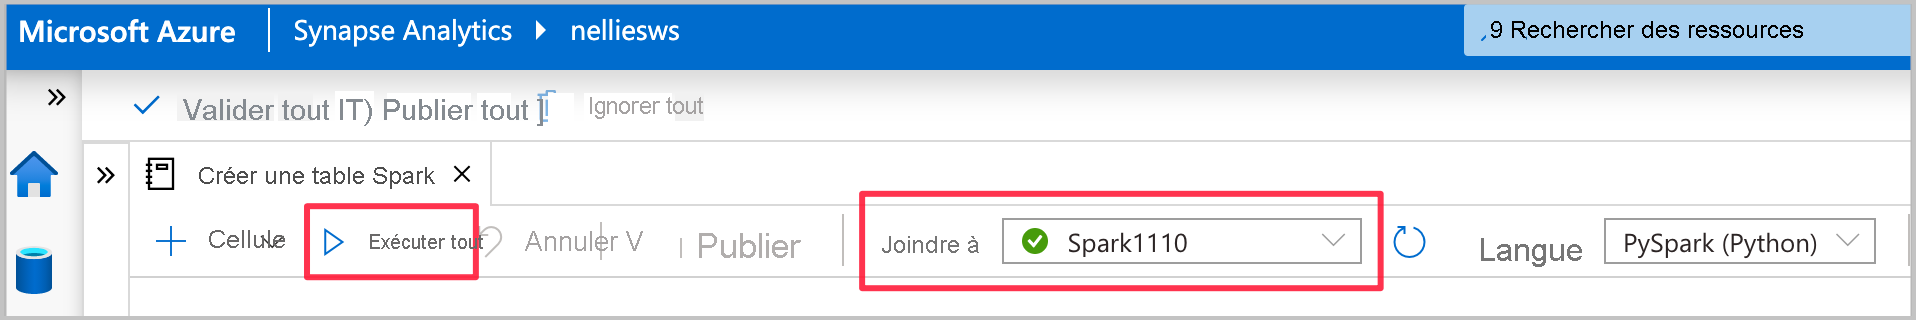 Microsoft Azure Synapse Analytics nelliesws 9 Rechercher des ressources
Valider tout IT) Publier tout ] Ignorer tout
Créer une table Spark
Cellule Exécuter tout Annuler V Publier Joindre à Spark1110 Langue PySpark (Python)